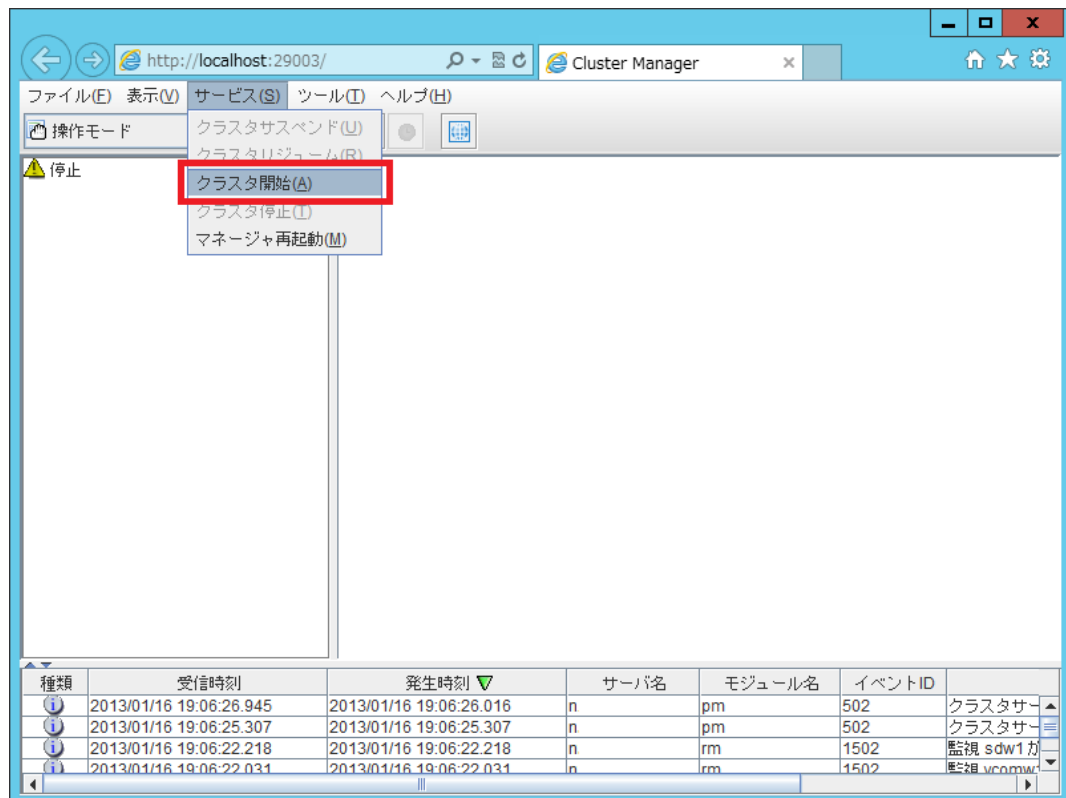 http://localhost:29003/
Cluster Manager
ファイル(F) 表示(V) サービス(S) ツール(T) ヘルプ(H)
操作モード
クラスタサスペンド(U)
クラスタリジューム(R)
停止
クラスタ開始(A)
クラスタ停止(T)
マネージャ再起動(M)
種類 受信時刻 発生時刻 サーバ名 モジュール名 イベントID
2013/01/16 19:06:26.945 2013/01/16 19:06:26.016 n pm 502 クラスタサー
2013/01/16 19:06:25.307 2013/01/16 19:06:25.307 n pm 502 クラスタサー
2013/01/16 19:06:22.218 2013/01/16 19:06:22.218 n rm 1502 監視 sdw1 が
2013/01/16 19:06:22.031 2013/01/16 19:06:22.031 n rm 1502 監視 vcomw